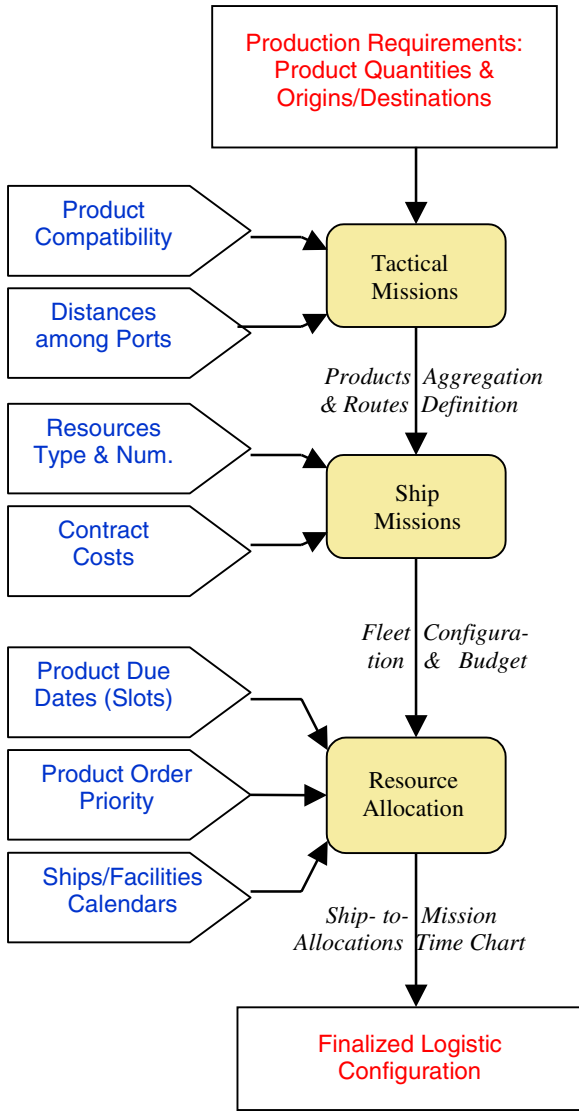 Production Requirements:
Product Quantities &
Origins/Destinations
Product
Compatibility
Tactical
Missions
Distances
among Ports
Products Aggregation
& Routes Definition
Resources
Type & Num.
Ship
Missions
Contract
Costs
Fleet Configura-
tion & Budget
Product Due
Dates (Slots)
Product Order
Priority
Resource
Allocation
Ships/Facilities
Calendars
Ship- to- Mission
Allocations Time Chart
Finalized Logistic
Configuration